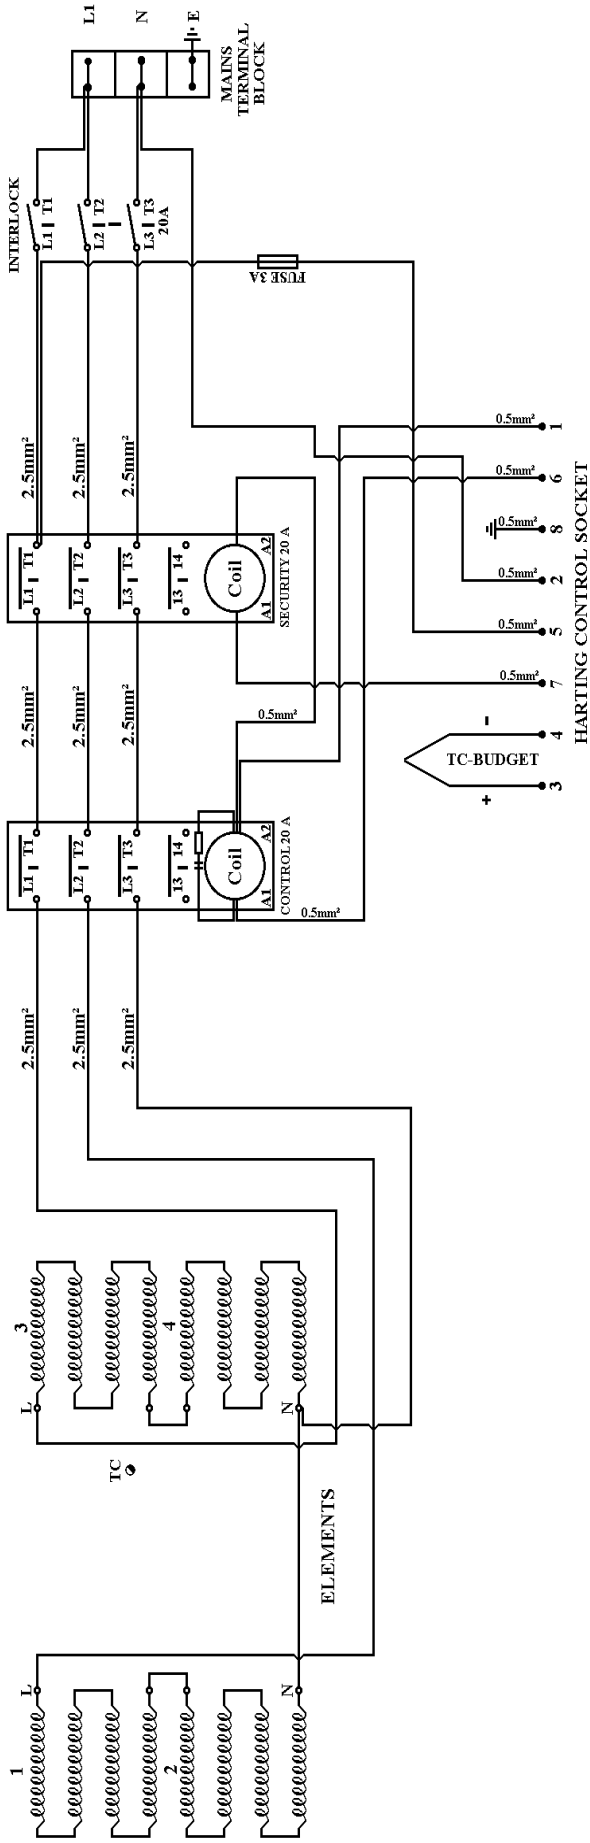 L1
N
E
MAINS
TERMINAL
BLOCK
INTERLOCK
L1 T1
L2 T2
L3 T3
20A
FUSE 3A
2.5mm²
2.5mm²
2.5mm²
L1 T1
L2 T2
L3 T3
13 14
Coil
A1 A2
SECURITY 20 A
2.5mm²
2.5mm²
2.5mm²
0.5mm²
L1 T1
L2 T2
L3 T3
13 14
Coil
A1 A2
CONTROL 20 A
0.5mm²
2.5mm²
2.5mm²
2.5mm²
0.5mm² 1
0.5mm² 6
0.5mm² 8
0.5mm² 2
0.5mm² 5
0.5mm² 7
- 4
TC-BUDGET
+ 3
HARTING CONTROL SOCKET
3
4
L
N
TC
ELEMENTS
L
N
1
2